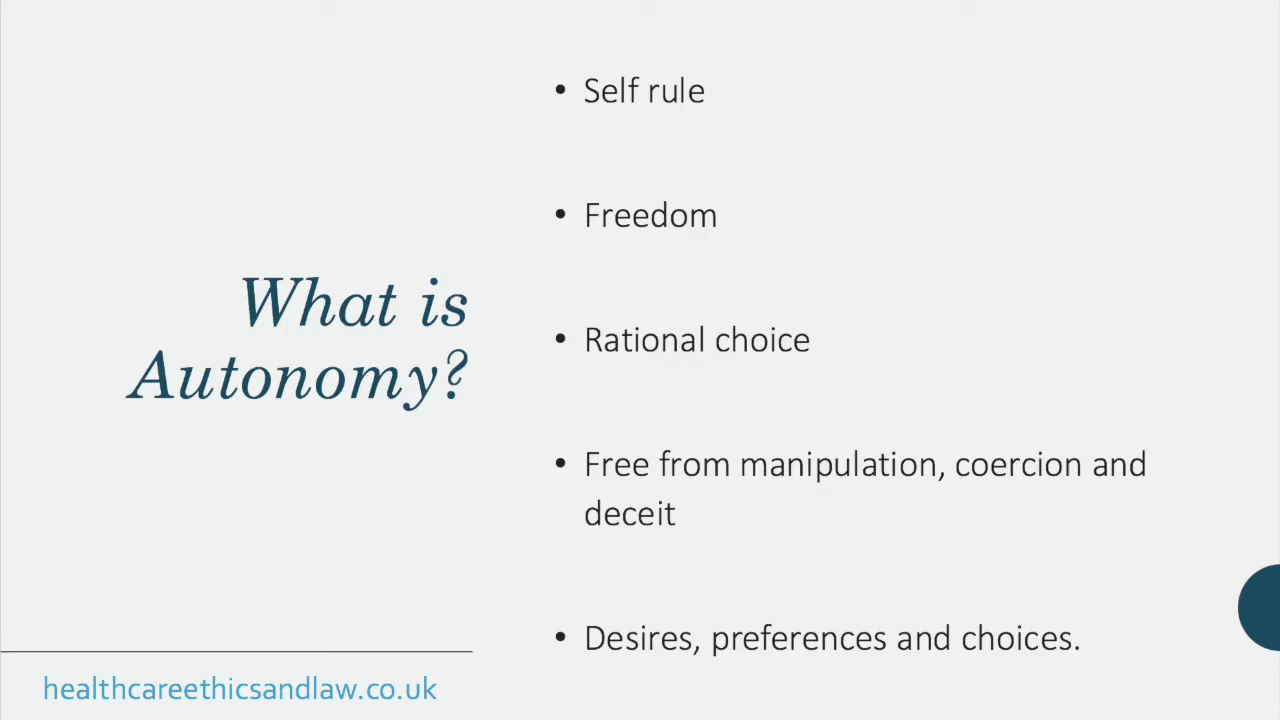 What is
Autonomy?
• Self rule
• Freedom
• Rational choice
• Free from manipulation, coercion and
deceit
• Desires, preferences and choices.
healthcareethicsandlaw.co.uk